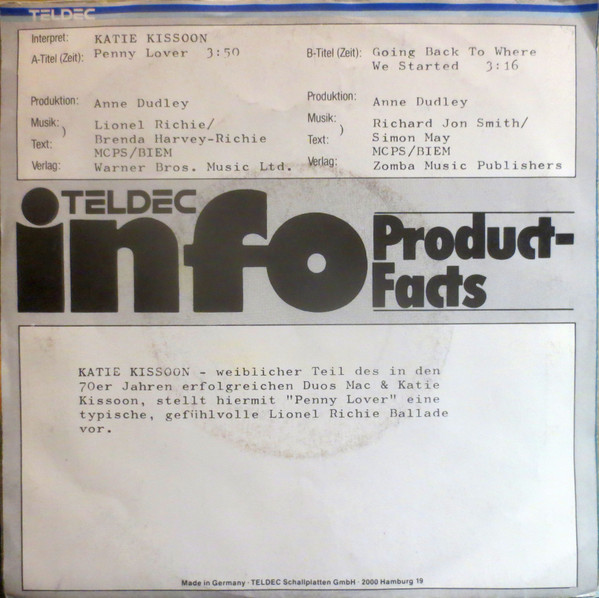 TELDEC
Interpret: KATIE KISSOON
A-Titel (Zeit): Penny Lover 3:50
Produktion: Anne Dudley
Musik: ) Lionel Richie/
Text: Brenda Harvey-Richie
MCPS/BIEM
Verlag: Warner Bros. Music Ltd.
B-Titel (Zeit): Going Back To Where
We Started 3:16
Produktion: Anne Dudley
Musik: ) Richard Jon Smith/
Text: Simon May
MCPS/BIEM
Verlag: Zomba Music Publishers
TELDEC
info
Product-
Facts
KATIE KISSOON - weiblicher Teil des in den
70er Jahren erfolgreichen Duos Mac & Katie
Kissoon, stellt hiermit "Penny Lover" eine
typische, gefühlvolle Lionel Richie Ballade
vor.
Made in Germany · TELDEC Schallplatten GmbH · 2000 Hamburg 19